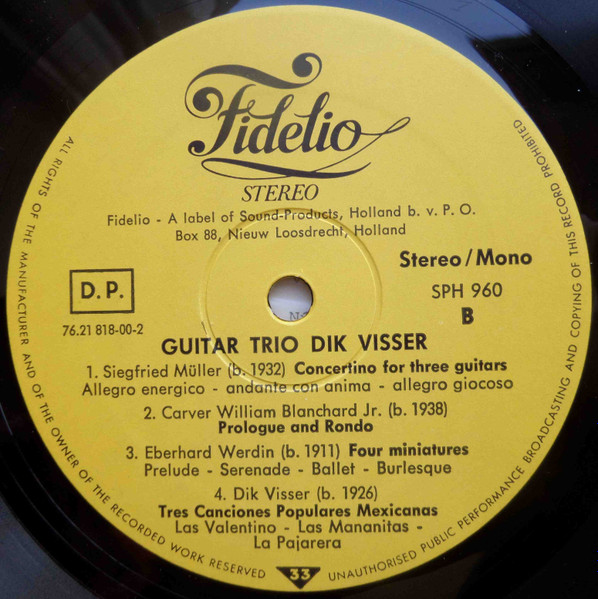 Fidelio
STEREO
Fidelio - A label of Sound-Products, Holland b. v. P. O.
Box 88, Nieuw Loosdrecht, Holland
Stereo/Mono
D.P.
SPH 960
B
76.21 818-00-2
GUITAR TRIO DIK VISSER
1. Siegfried Müller (b. 1932) Concertino for three guitars
Allegro energico - andante con anima - allegro giocoso
2. Carver William Blanchard Jr. (b. 1938)
Prologue and Rondo
3. Eberhard Werdin (b. 1911) Four miniatures
Prelude - Serenade - Ballet - Burlesque
4. Dik Visser (b. 1926)
Tres Canciones Populares Mexicanas
Las Valentino - Las Mananitas -
La Pajarera
33
ALL RIGHTS OF THE MANUFACTURER AND OF THE OWNER OF THE RECORDED WORK RESERVED
UNAUTHORISED PUBLIC PERFORMANCE BROADCASTING AND COPYING OF THIS RECORD PROHIBITED